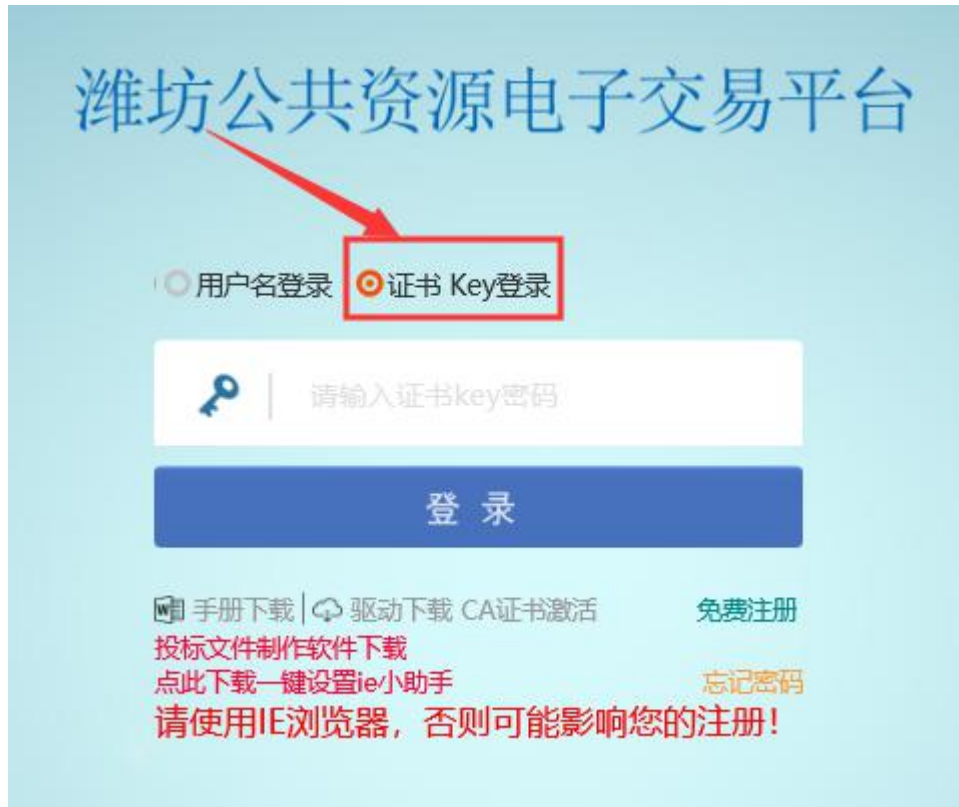 潍坊公共资源电子交易平台
用户名登录 证书 Key登录
请输入证书key密码
登 录
手册下载 驱动下载 CA证书激活 免费注册
投标文件制作软件下载
点此下载一键设置ie小助手 忘记密码
请使用IE浏览器，否则可能影响您的注册！